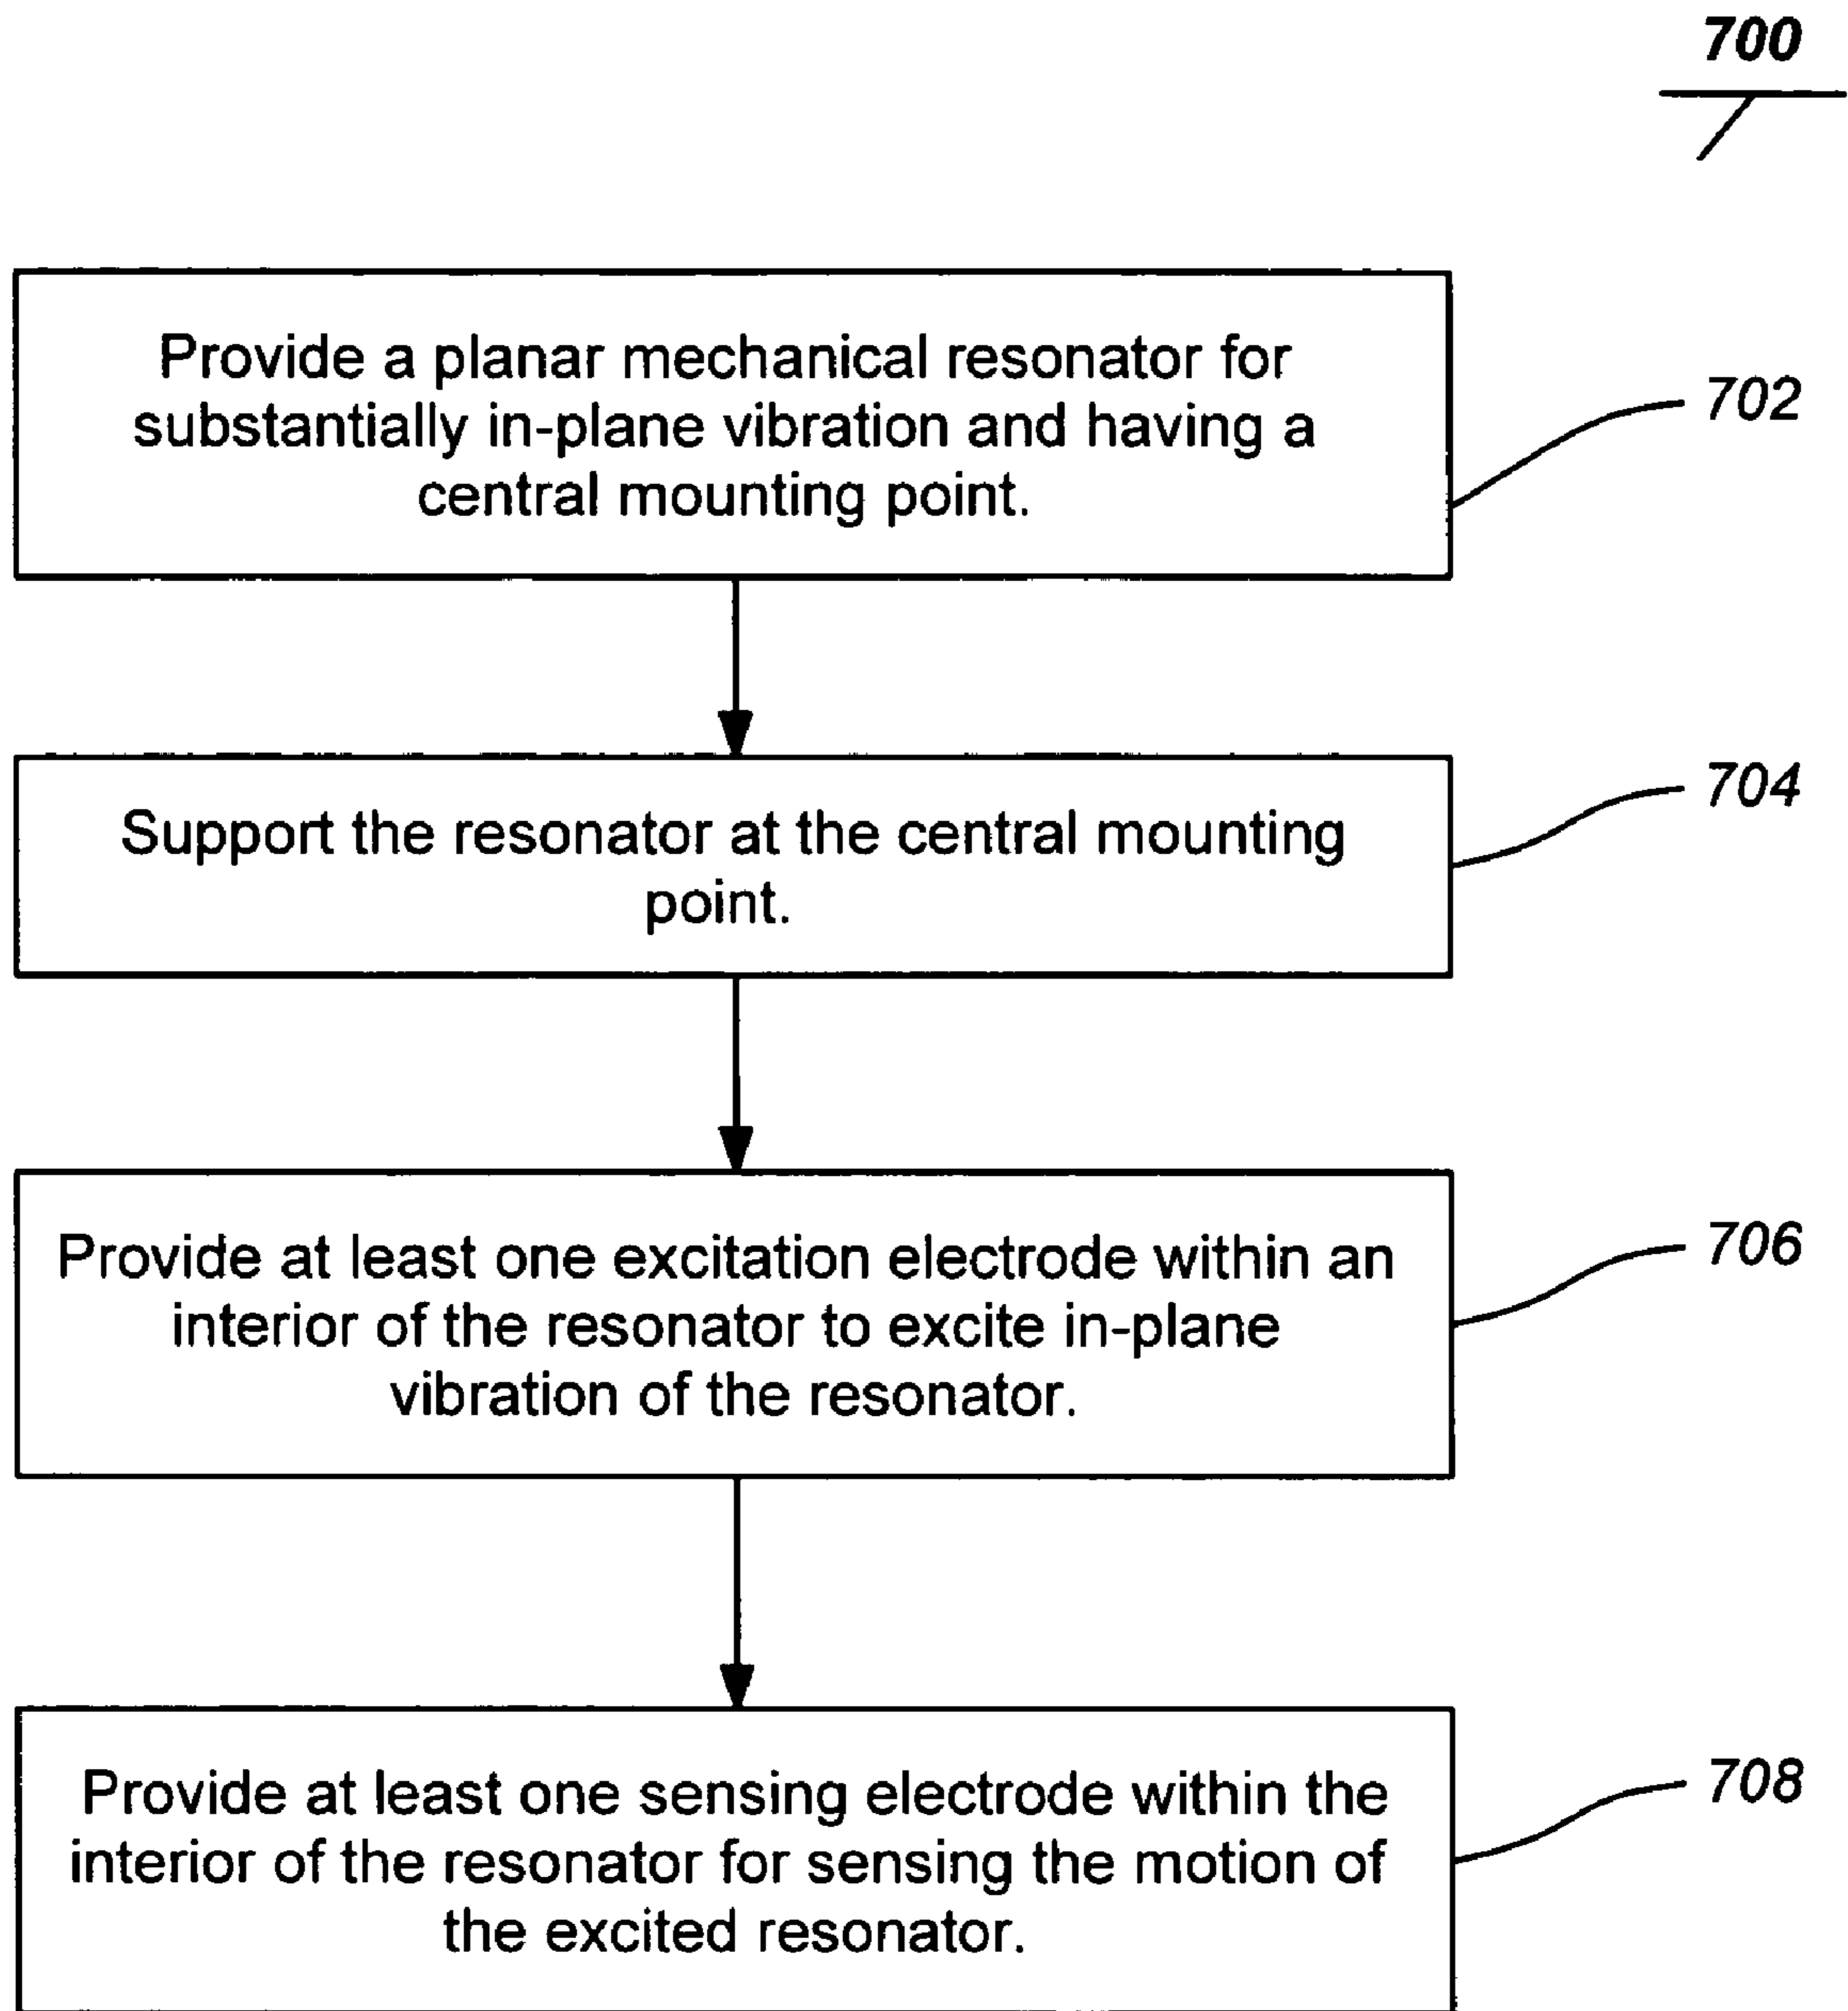 700
Provide a planar mechanical resonator for
substantially in-plane vibration and having a
central mounting point.
702
Support the resonator at the central mounting
point.
704
Provide at least one excitation electrode within an
interior of the resonator to excite in-plane
vibration of the resonator.
706
Provide at least one sensing electrode within the
interior of the resonator for sensing the motion of
the excited resonator.
708